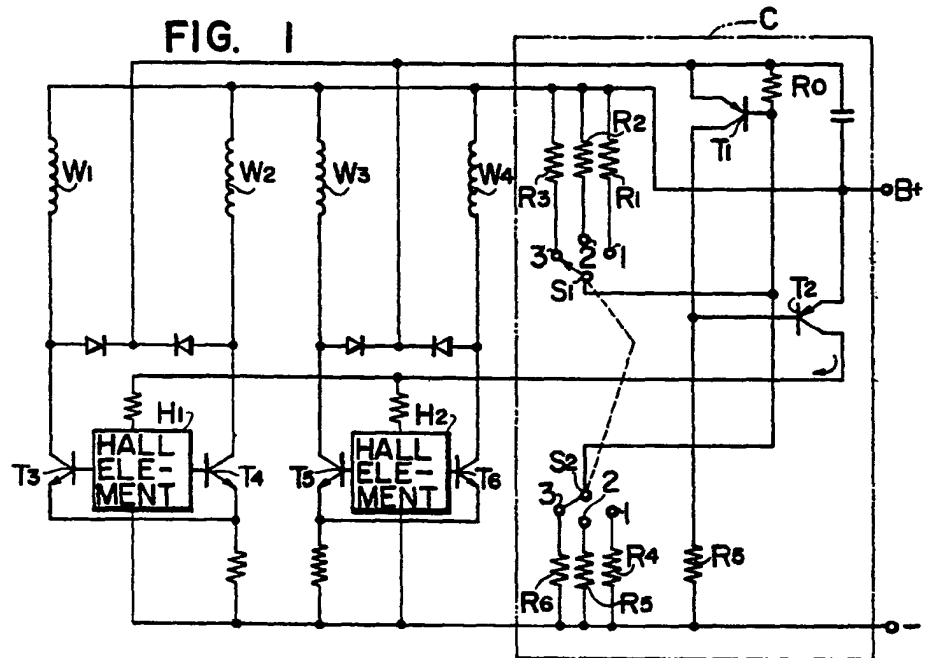 FIG. 1
C
R0
T1
R2
W1
W2
W3
W4
R3
R1
B+
3
2
1
S1
T2
H1
H2
HALL
ELE-
MENT
HALL
ELE-
MENT
T3
T4
T5
T6
S2
3
2
1
R4
R5
R6
R5
-